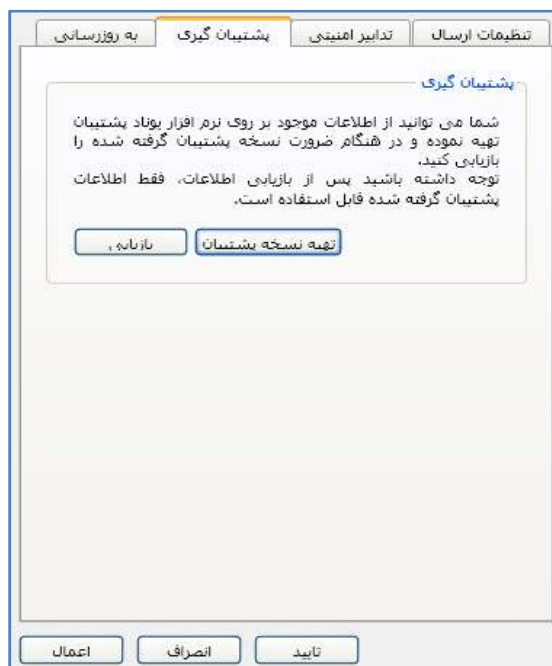 تنظیمات ارسال
تدابیر امنیتی
پشتیبان گیری
به روزرسانی
پشتیبان گیری
شما می توانید از اطلاعات موجود بر روی نرم افزار بوناد پشتیبان
تهیه نموده و در هنگام ضرورت نسخه پشتیبان گرفته شده را
بازیابی کنید.
توجه داشته باشید پس از بازیابی اطلاعات، فقط اطلاعات
پشتیبان گرفته شده قابل استفاده است.
تهیه نسخه پشتیبان
بازیابی
تایید
انصراف
اعمال